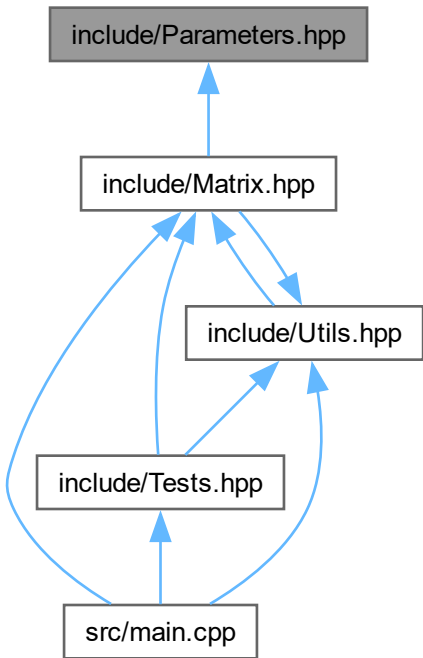 include/Parameters.hpp
include/Matrix.hpp
include/Utils.hpp
include/Tests.hpp
src/main.cpp